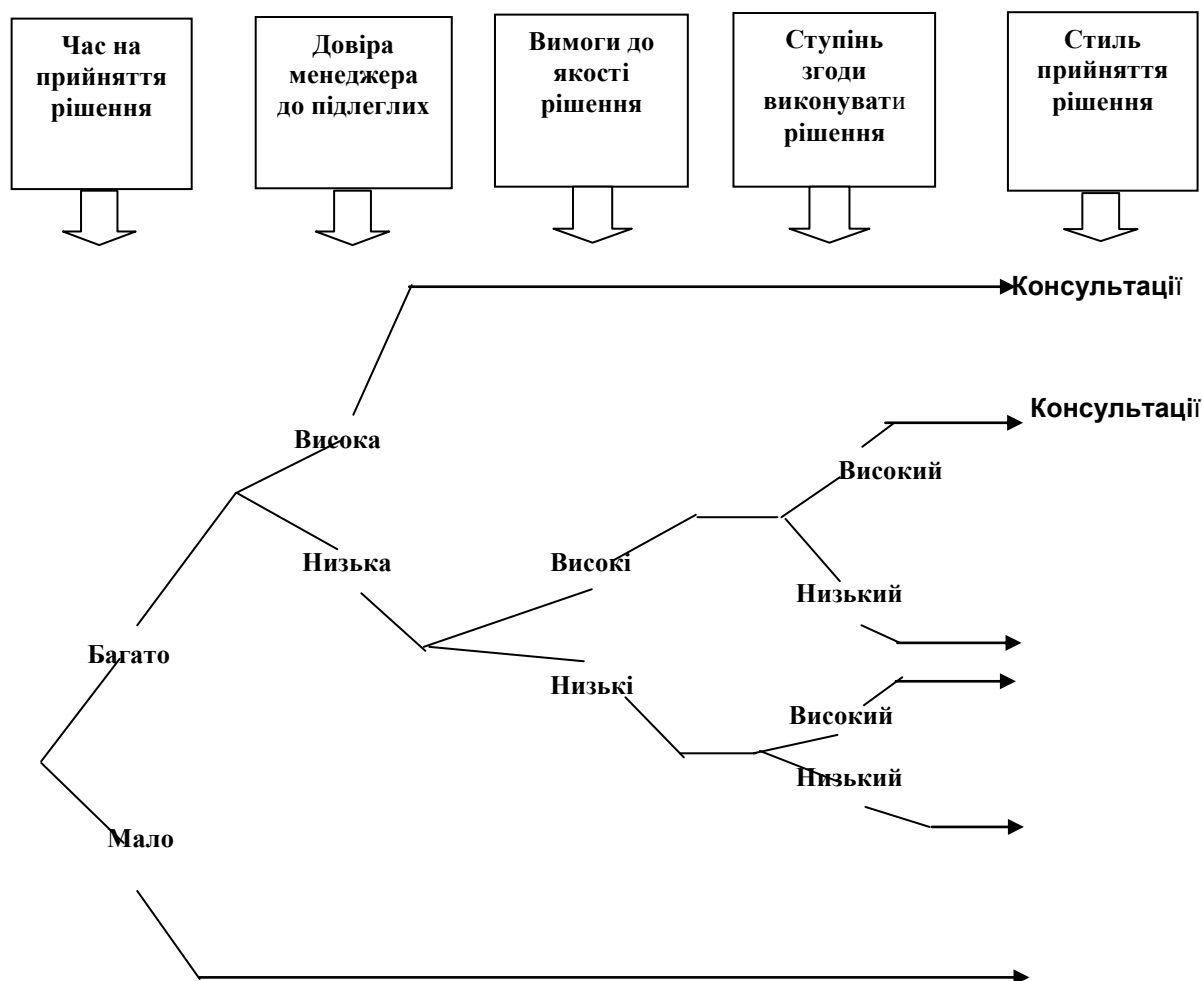 Час на
прийняття
рішення
Довіра
менеджера
до підлеглих
Вимоги до
якості
рішення
Ступінь
згоди
виконувати
рішення
Стиль
прийняття
рішення
Консультації
Консультації
Висока
Високий
Низька
Високі
Низький
Багато
Низькі
Високий
Низький
Мало